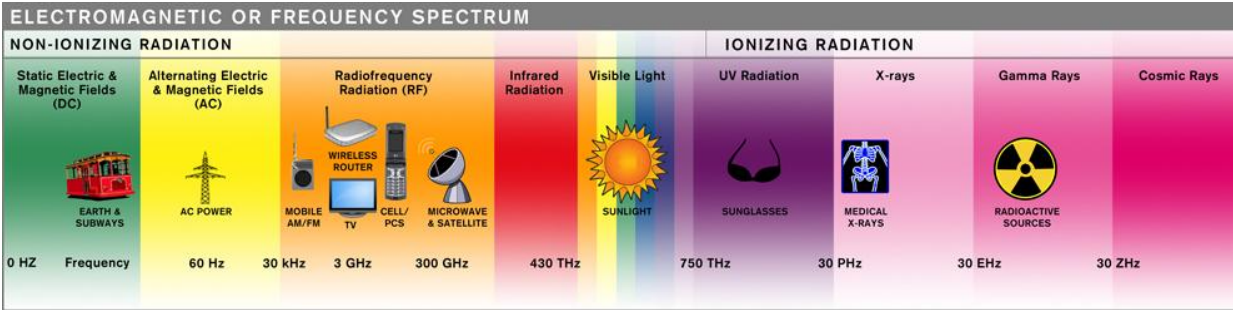 ELECTROMAGNETIC OR FREQUENCY SPECTRUM
NON-IONIZING RADIATION
IONIZING RADIATION
Static Electric &
Magnetic Fields
(DC)
Alternating Electric
& Magnetic Fields
(AC)
Radiofrequency
Radiation (RF)
Infrared
Radiation
Visible Light
UV Radiation
X-rays
Gamma Rays
Cosmic Rays
EARTH &
SUBWAYS
AC POWER
MOBILE
AM/FM
WIRELESS
ROUTER
TV
CELL/
PCS
MICROWAVE
& SATELLITE
SUNLIGHT
SUNGLASSES
MEDICAL
X-RAYS
RADIOACTIVE
SOURCES
0 HZ
Frequency
60 Hz
30 kHz
3 GHz
300 GHz
430 THz
750 THz
30 PHz
30 EHz
30 ZHz